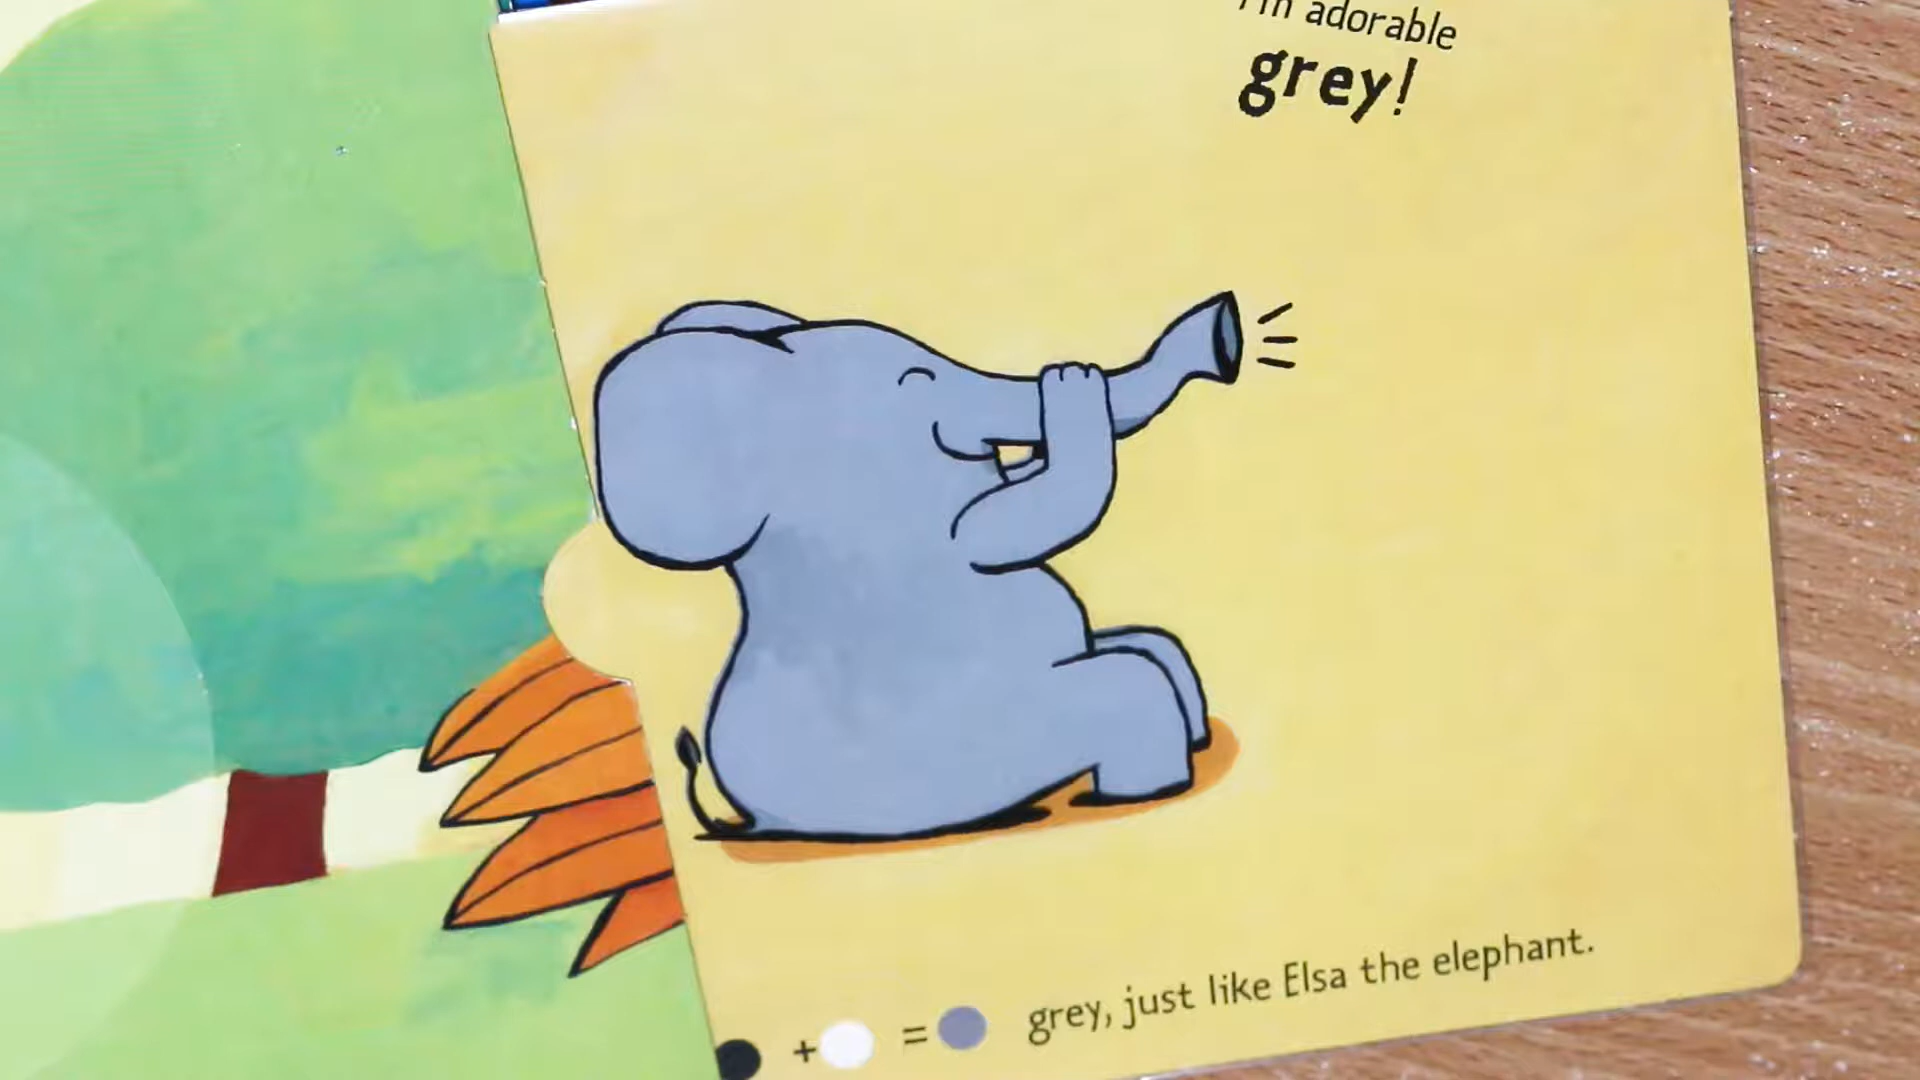 I'm adorable
grey!
+ = grey, just like Elsa the elephant.